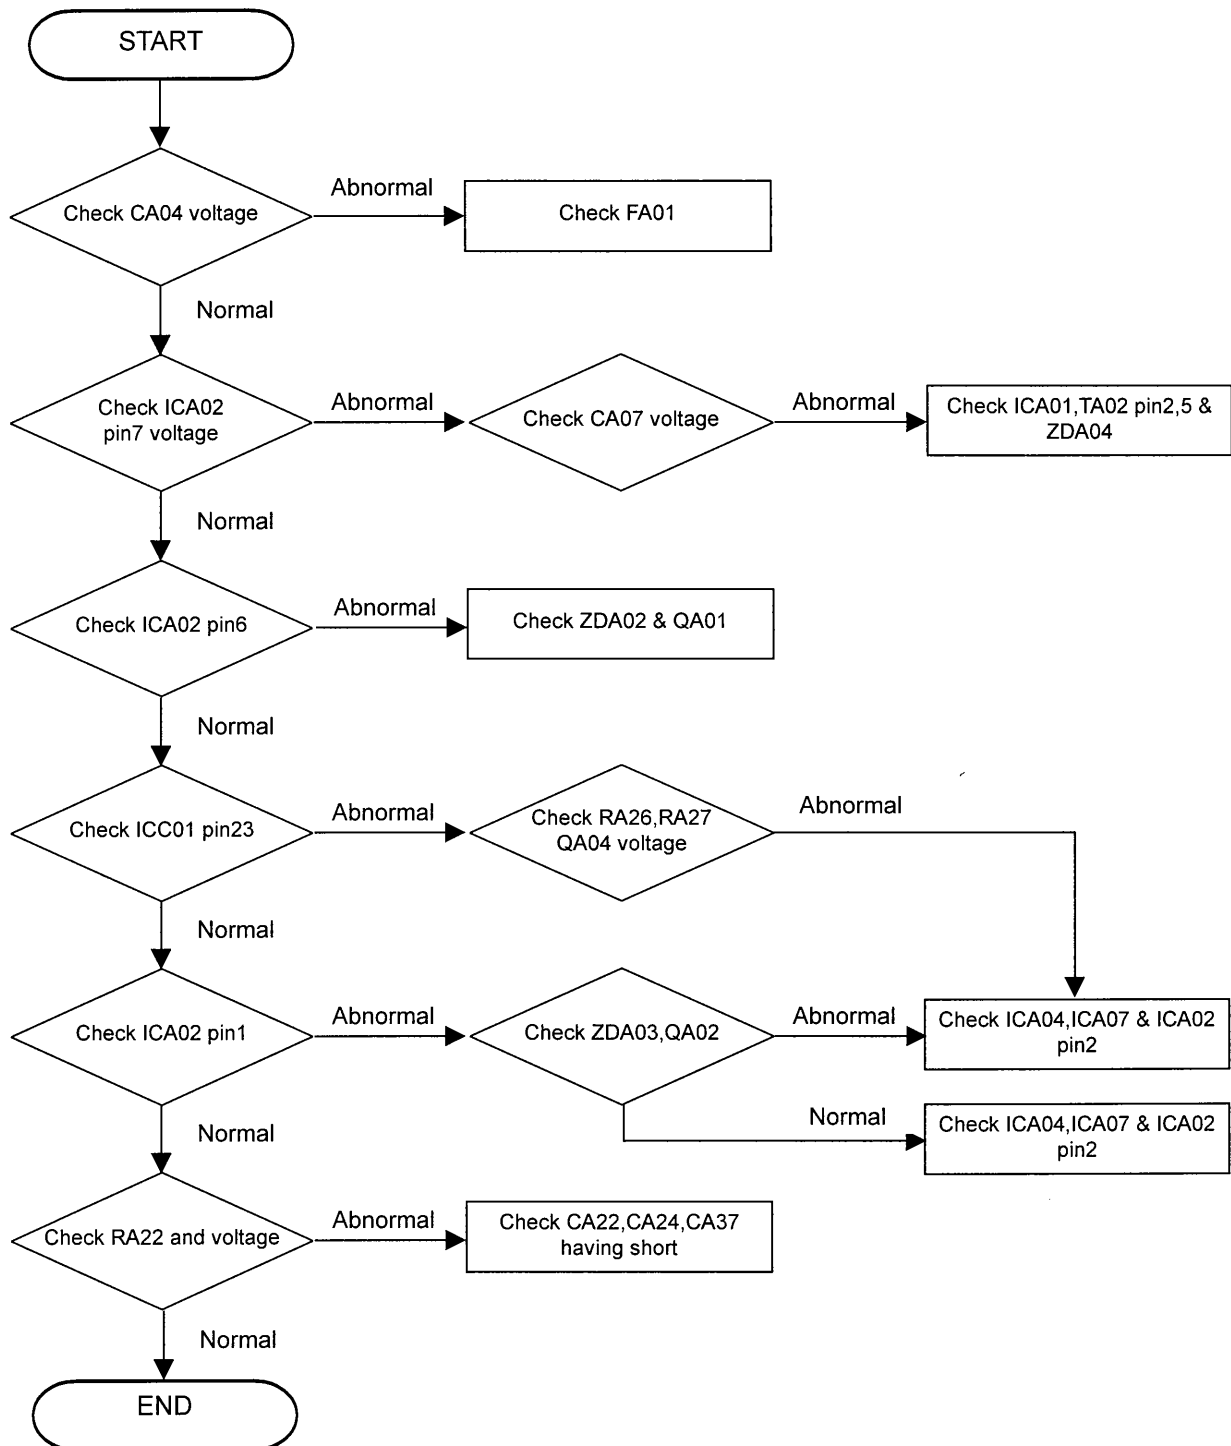 START
Check CA04 voltage
Abnormal
Check FA01
Normal
Check ICA02
pin7 voltage
Abnormal
Check CA07 voltage
Abnormal
Check ICA01,TA02 pin2,5 &
ZDA04
Normal
Check ICA02 pin6
Abnormal
Check ZDA02 & QA01
Normal
Check ICC01 pin23
Abnormal
Check RA26,RA27
QA04 voltage
Abnormal
Normal
Check ICA02 pin1
Abnormal
Check ZDA03,QA02
Abnormal
Check ICA04,ICA07 & ICA02
pin2
Normal
Check ICA04,ICA07 & ICA02
pin2
Normal
Check RA22 and voltage
Abnormal
Check CA22,CA24,CA37
having short
Normal
END